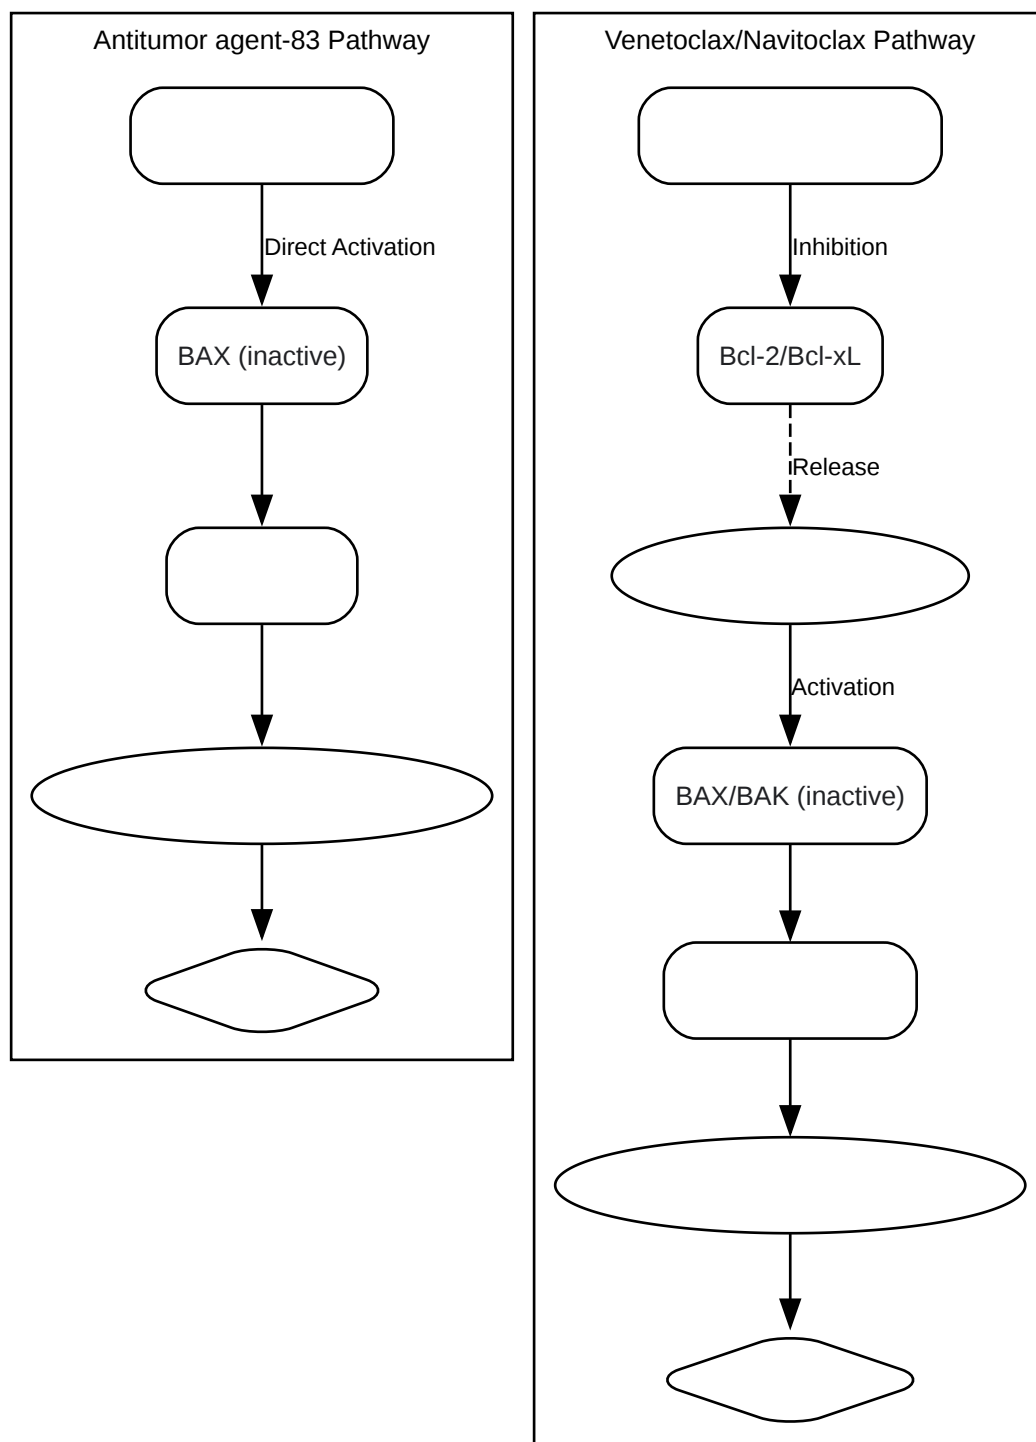 Antitumor agent-83 Pathway
Direct Activation
BAX (inactive)
Venetoclax/Navitoclax Pathway
Inhibition
Bcl-2/Bcl-xL
Release
Activation
BAX/BAK (inactive)